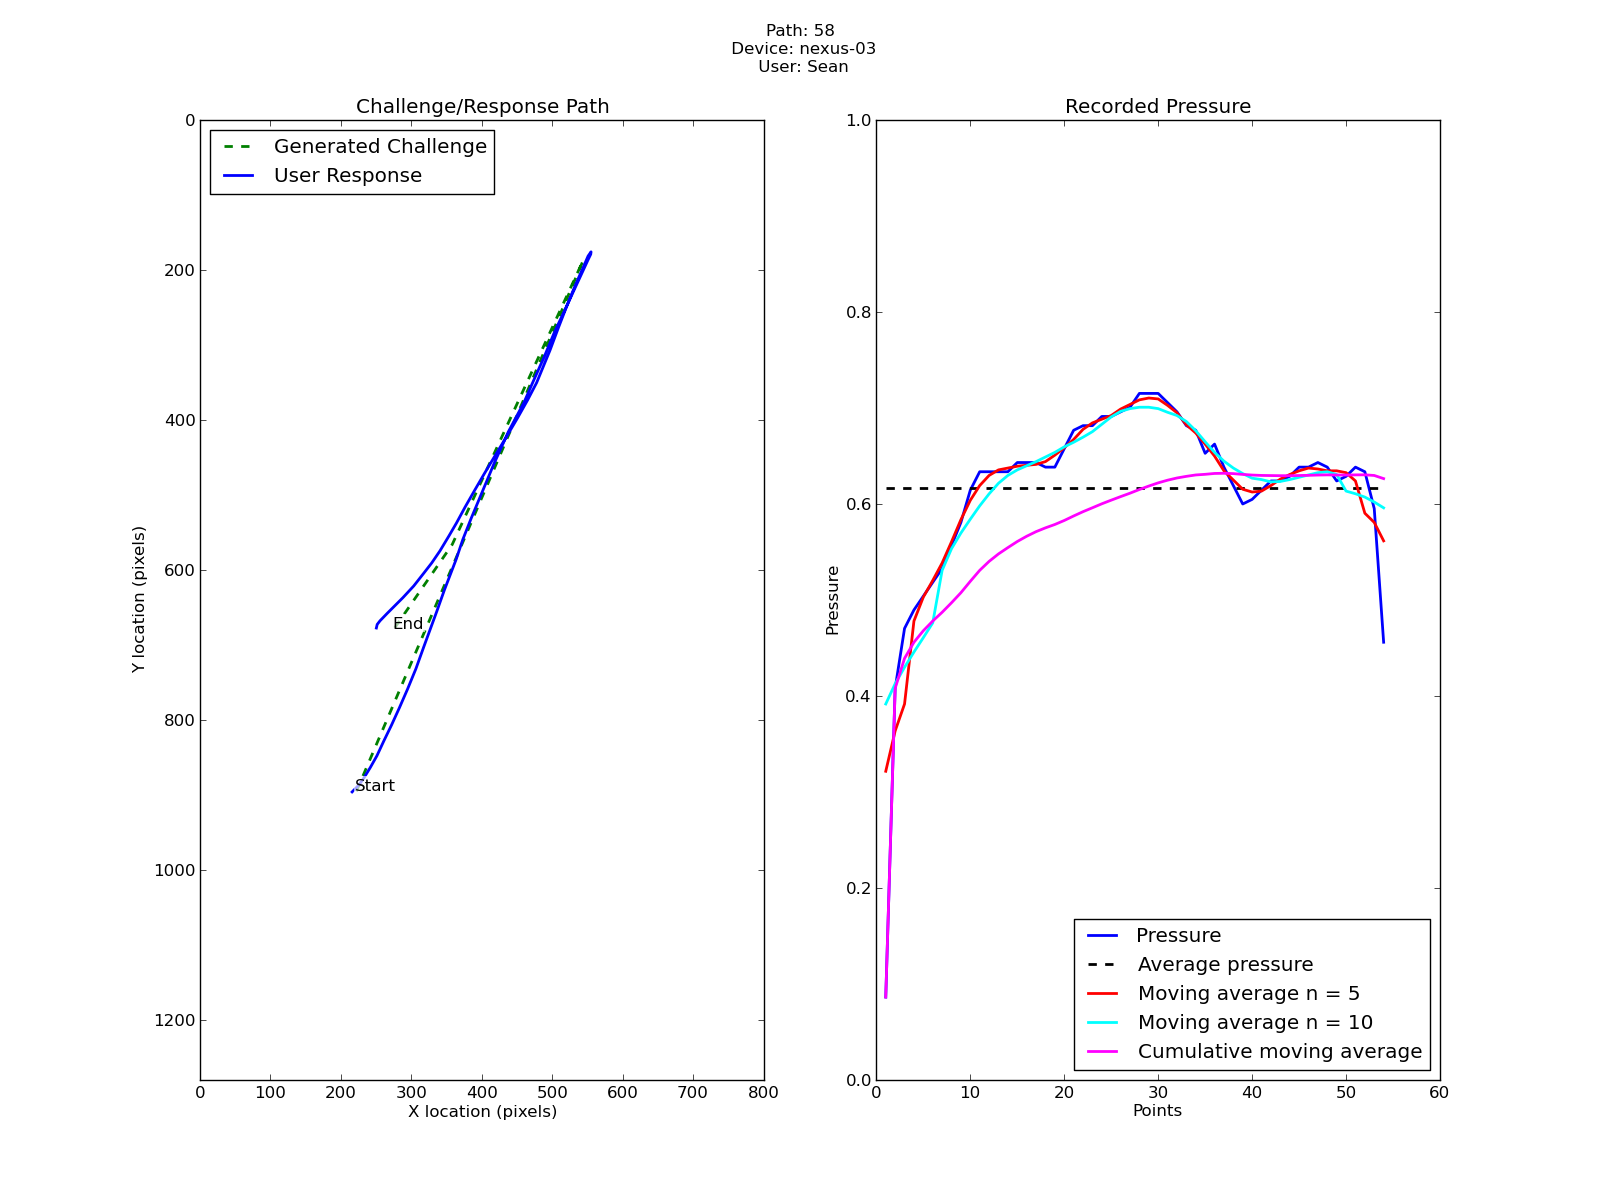 Path: 58
Device: nexus-03
User: Sean
Challenge/Response Path
Generated Challenge
User Response
0
200
400
600
800
1000
1200
Y location (pixels)
End
Start
0 100 200 300 400 500 600 700 800
X location (pixels)
Recorded Pressure
1.0
0.8
0.6
0.4
0.2
0.0
Pressure
Pressure
Average pressure
Moving average n = 5
Moving average n = 10
Cumulative moving average
0 10 20 30 40 50 60
Points